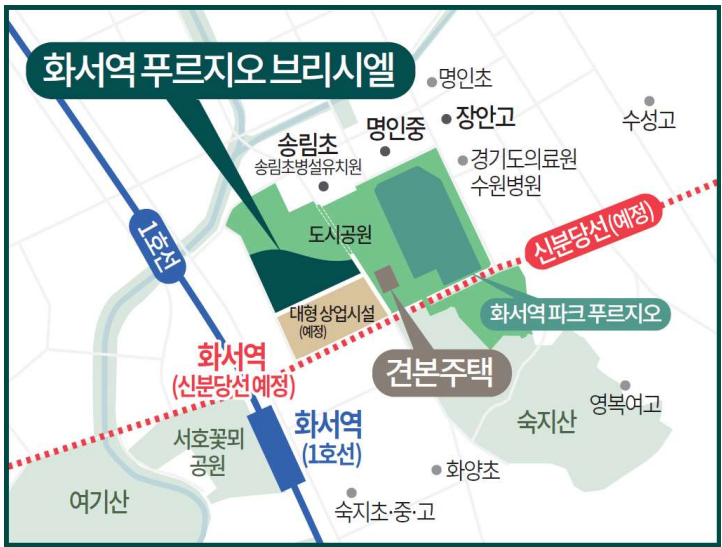 화서역 푸르지오 브리시엘
명인초
수성고
장안고
명인중
송림초
송림초병설유치원
경기도의료원
수원병원
1호선
도시공원
신분당선(예정)
대형 상업시설
(예정)
화서역 파크 푸르지오
화서역
(신분당선 예정)
견본주택
영복여고
숙지산
화서역
(1호선)
서호꽃뫼
공원
화양초
여기산
숙지초·중·고